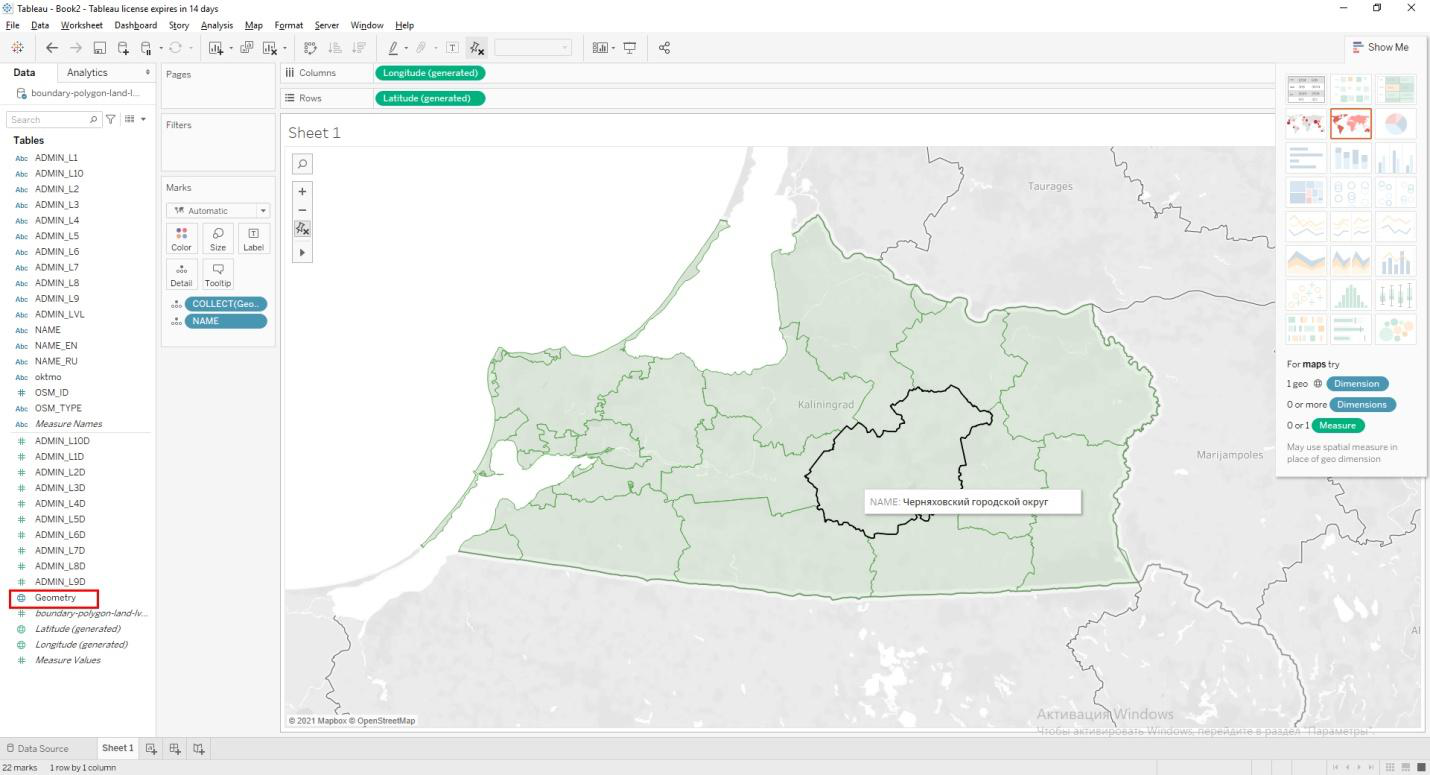 Tableau - Book2 - Tableau license expires in 14 days
File Data Worksheet Dashboard Story Analysis Map Format Server Window Help
Show Me
Data Analytics
boundary-polygon-land-l...
Search
Tables
Abc ADMIN_L1
Abc ADMIN_L10
Abc ADMIN_L2
Abc ADMIN_L3
Abc ADMIN_L4
Abc ADMIN_L5
Abc ADMIN_L6
Abc ADMIN_L7
Abc ADMIN_L8
Abc ADMIN_L9
Abc ADMIN_LVL
Abc NAME
Abc NAME_EN
Abc NAME_RU
Abc oktmo
# OSM_ID
Abc OSM_TYPE
Abc Measure Names
# ADMIN_L10D
# ADMIN_L1D
# ADMIN_L2D
# ADMIN_L3D
# ADMIN_L4D
# ADMIN_L5D
# ADMIN_L6D
# ADMIN_L7D
# ADMIN_L8D
# ADMIN_L9D
Geometry
# boundary-polygon-land-lv...
Latitude (generated)
Longitude (generated)
# Measure Values
Pages
Filters
Marks
Automatic
Color Size Label
Detail Tooltip
COLLECT(Geo..
NAME
Columns Longitude (generated)
Rows Latitude (generated)
Sheet 1
Taurages
Kaliningrad
Marijampoles
NAME: Черняховский городской округ
Al
© 2021 Mapbox © OpenStreetMap
For maps try
1 geo Dimension
0 or more Dimensions
0 or 1 Measure
May use spatial measure in
place of geo dimension
Активация Windows
Чтобы активировать Windows, перейдите в раздел "Параметры".
Data Source Sheet 1
22 marks 1 row by 1 column